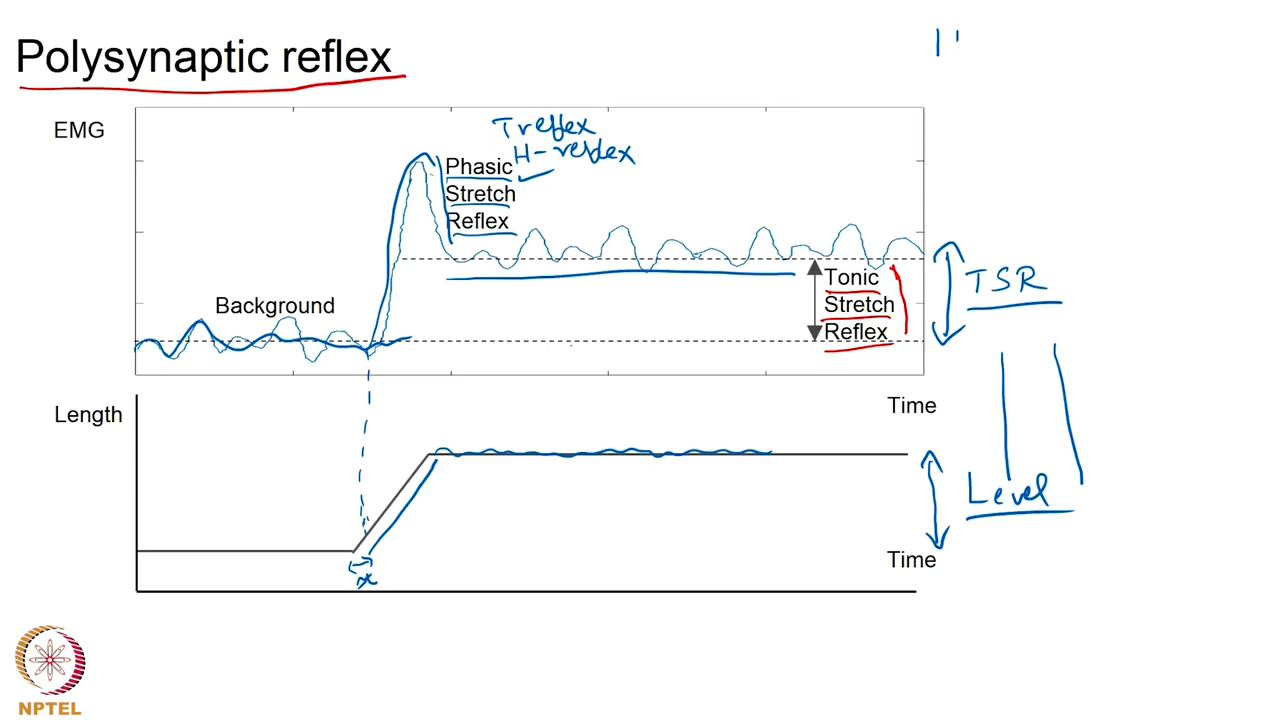 Polysynaptic reflex
EMG
T reflex
H-reflex
Phasic
Stretch
Reflex
Background
Tonic
Stretch
Reflex
TSR
Length
Time
Level
Time
x
NPTEL